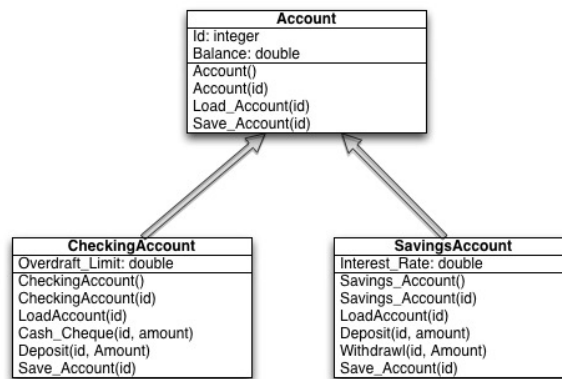 Account
Id: integer
Balance: double
Account()
Account(id)
Load_Account(id)
Save_Account(id)
CheckingAccount
Overdraft_Limit: double
CheckingAccount()
CheckingAccount(id)
LoadAccount(id)
Cash_Cheque(id, amount)
Deposit(id, Amount)
Save_Account(id)
SavingsAccount
Interest_Rate: double
Savings_Account()
Savings_Account(id)
LoadAccount(id)
Deposit(id, amount)
Withdrawl(id, Amount)
Save_Account(id)